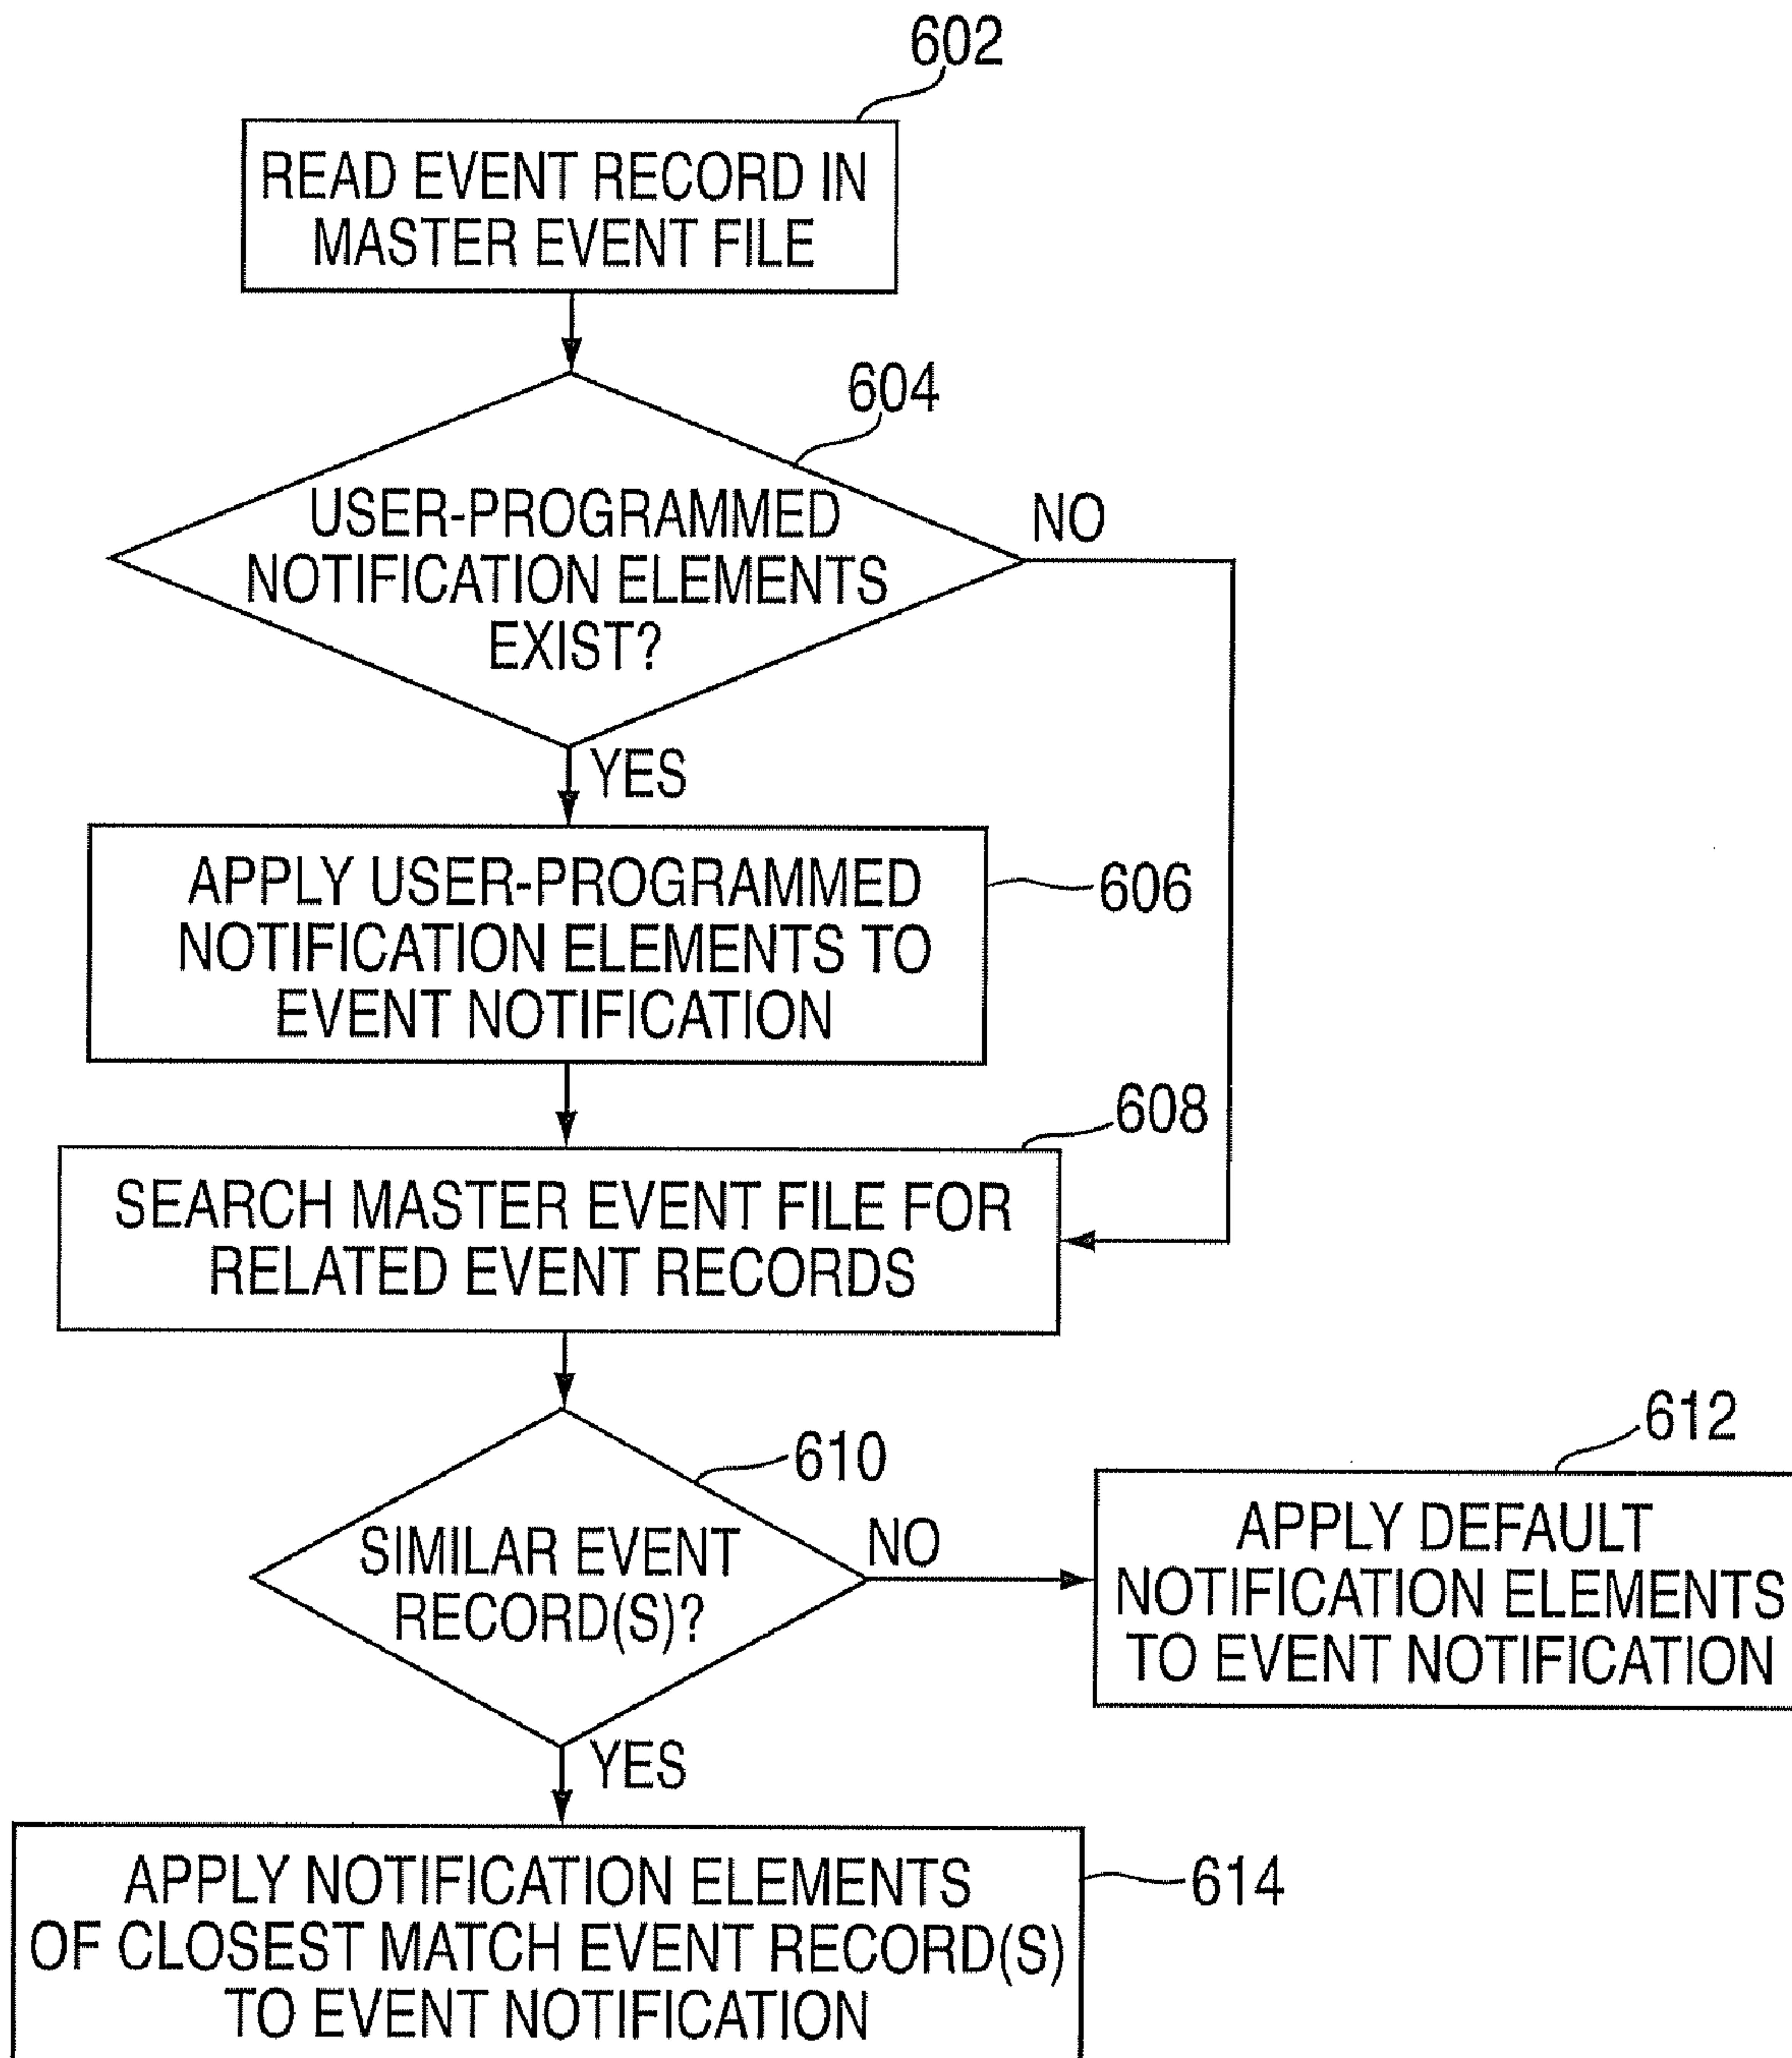 602
READ EVENT RECORD IN
MASTER EVENT FILE
604
USER-PROGRAMMED
NOTIFICATION ELEMENTS
EXIST?
NO
YES
APPLY USER-PROGRAMMED
NOTIFICATION ELEMENTS TO
EVENT NOTIFICATION
606
608
SEARCH MASTER EVENT FILE FOR
RELATED EVENT RECORDS
610
SIMILAR EVENT
RECORD(S)?
NO
612
APPLY DEFAULT
NOTIFICATION ELEMENTS
TO EVENT NOTIFICATION
YES
APPLY NOTIFICATION ELEMENTS
OF CLOSEST MATCH EVENT RECORD(S)
TO EVENT NOTIFICATION
614